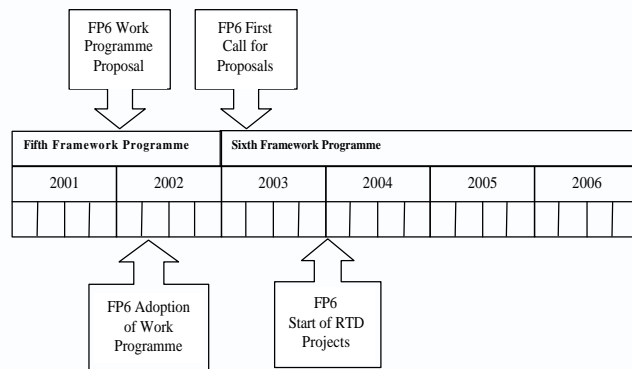 FP6 Work
Programme
Proposal
FP6 First
Call for
Proposals
Fifth Framework Programme
Sixth Framework Programme
2001
2002
2003
2004
2005
2006
FP6 Adoption
of Work
Programme
FP6
Start of RTD
Projects